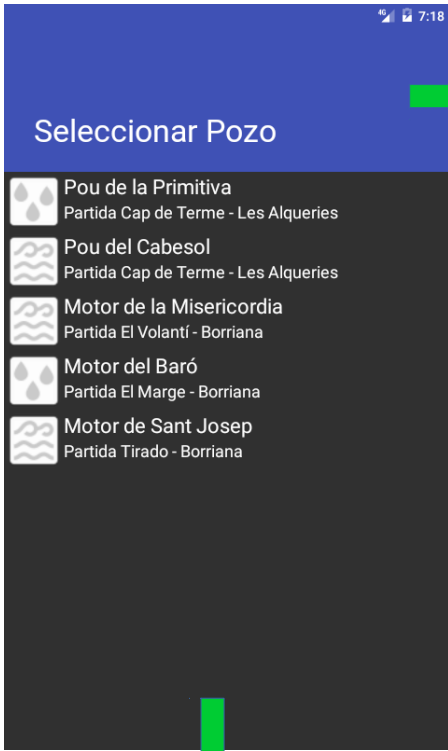 4G 7:18
Seleccionar Pozo
Pou de la Primitiva
Partida Cap de Terme - Les Alqueries
Pou del Cabesol
Partida Cap de Terme - Les Alqueries
Motor de la Misericordia
Partida El Volantí - Borriana
Motor del Baró
Partida El Marge - Borriana
Motor de Sant Josep
Partida Tirado - Borriana